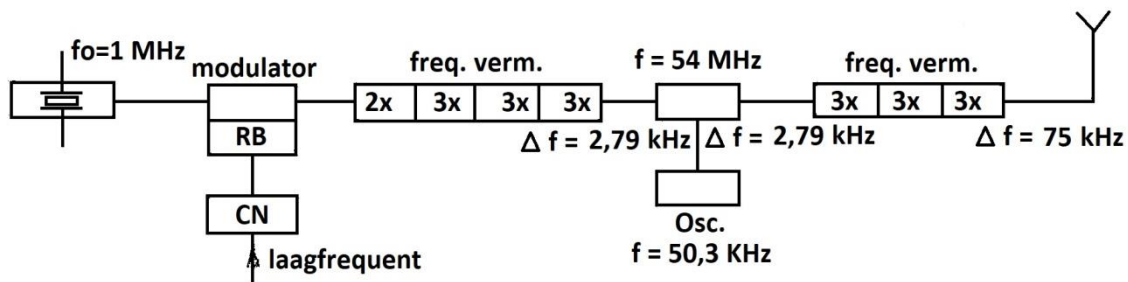 fo=1 MHz
modulator
freq. verm.
f = 54 MHz
freq. verm.
2x 3x 3x 3x
3x 3x 3x
RB
Δ f = 2,79 kHz
Δ f = 2,79 kHz
Δ f = 75 kHz
CN
Osc.
f = 50,3 KHz
laagfrequent